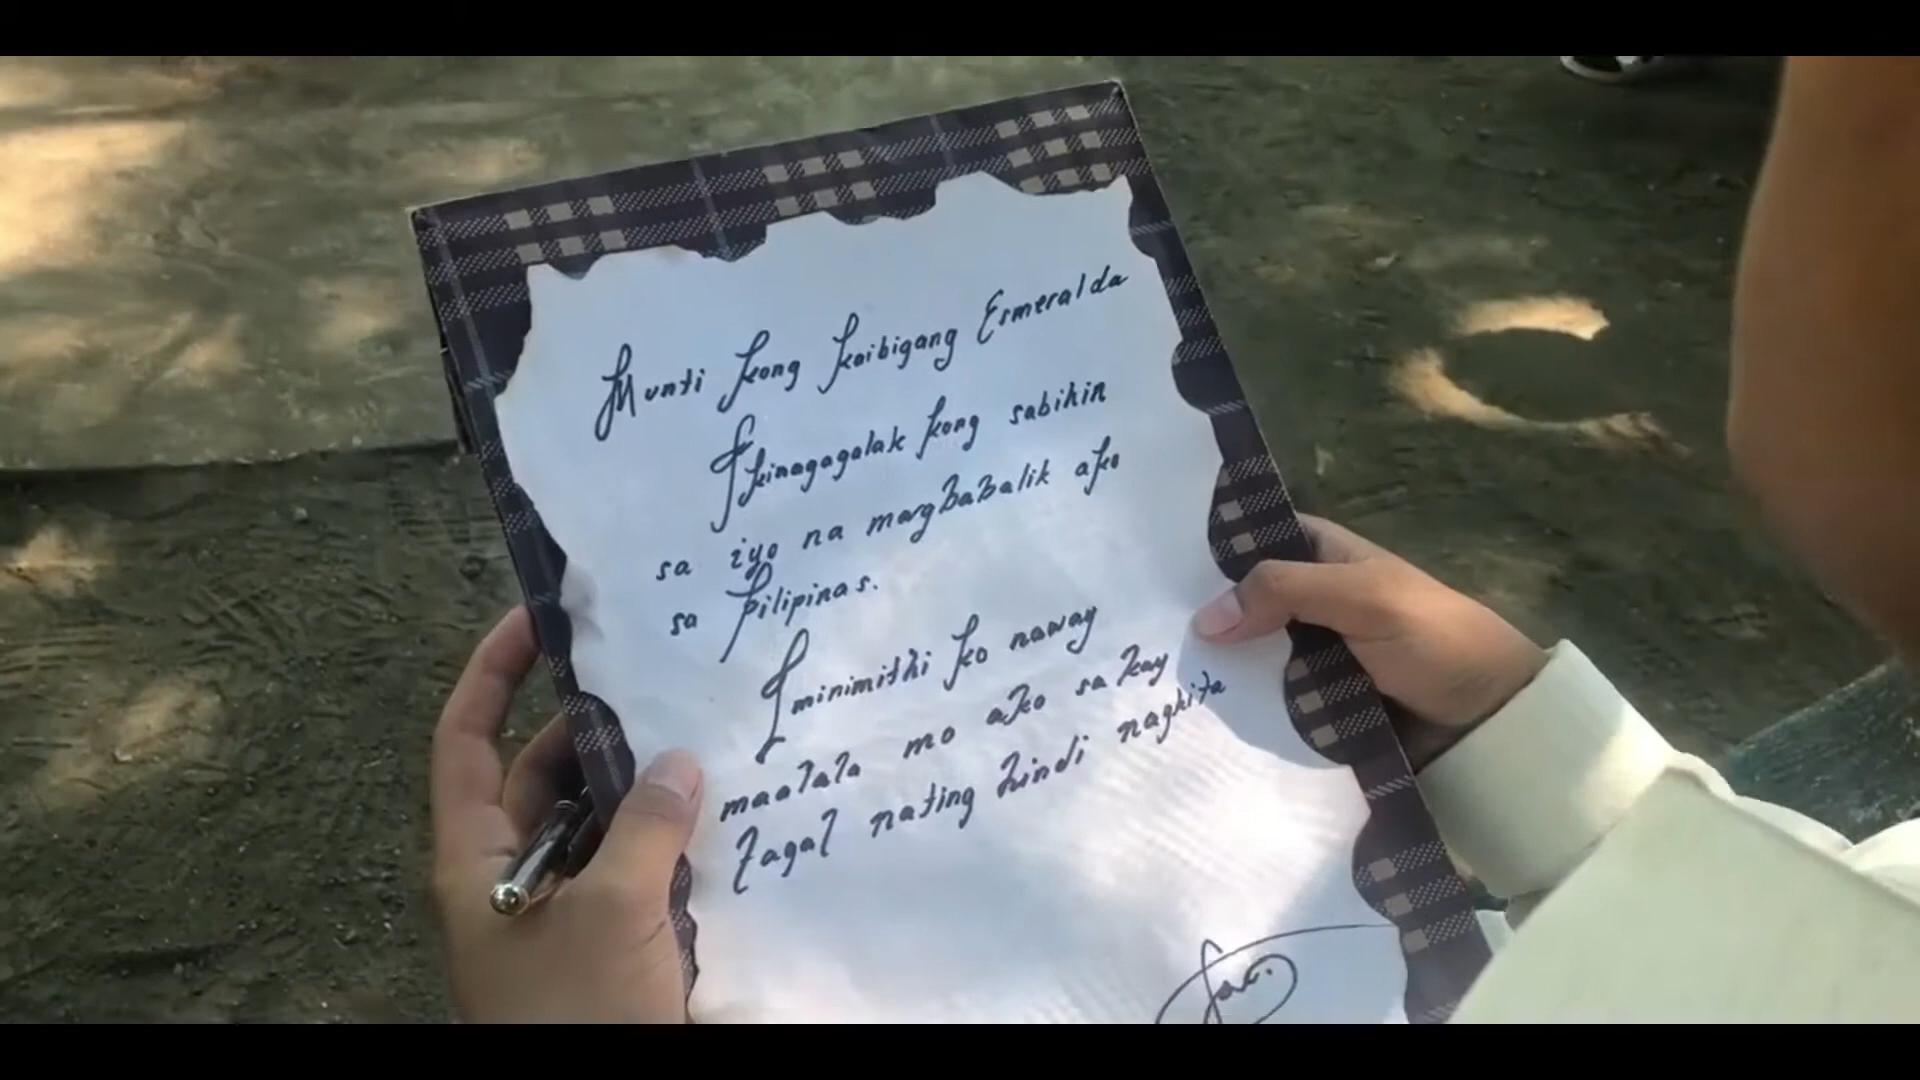 Munti kong kaibigang Esmeralda
Ikinagagalak kong sabihin
sa iyo na magbabalik ako
sa pilipinas.
Iminimithi ko naway
maalala mo ako sa kay
tagal nating hindi nagkita